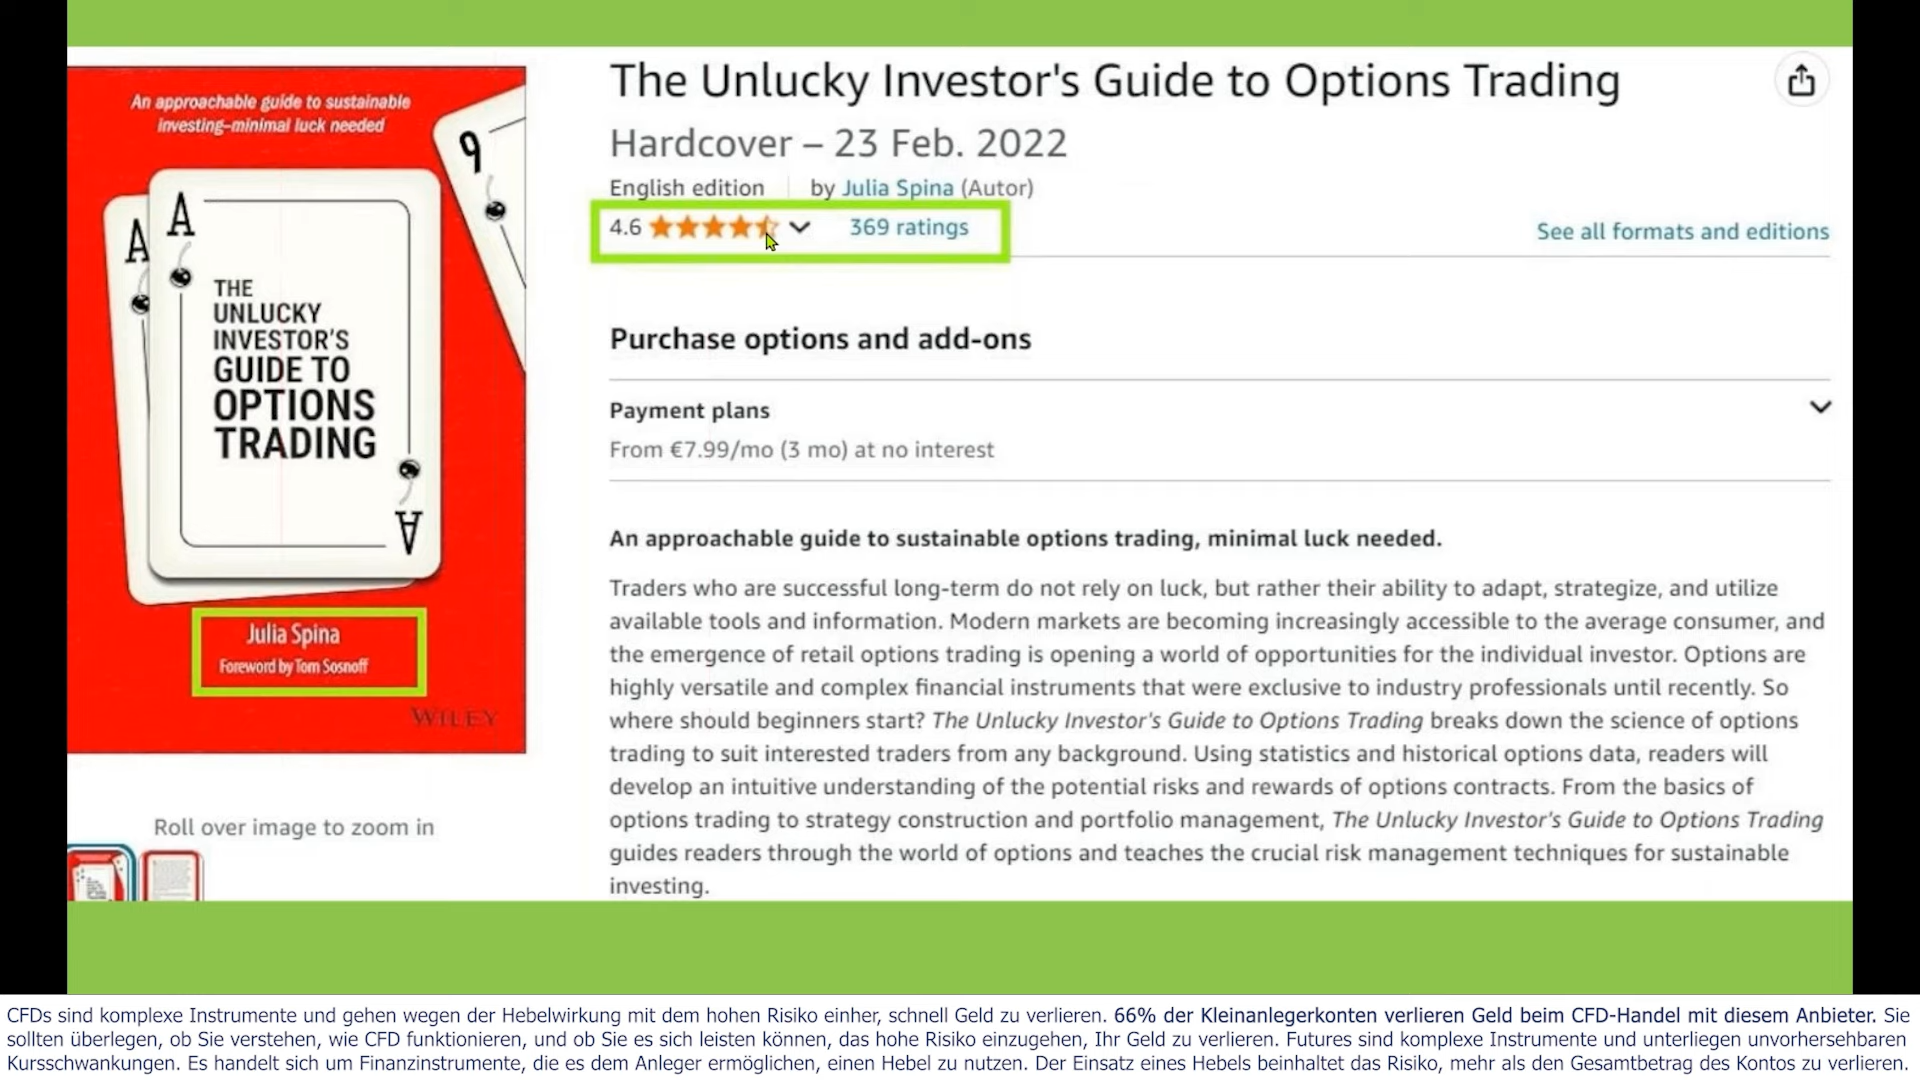 An approachable guide to sustainable
investing–minimal luck needed
9
A
A
THE
UNLUCKY
INVESTOR'S
GUIDE TO
OPTIONS
TRADING
A
Julia Spina
Foreword by Tom Sosnoff
WILEY
Roll over image to zoom in
The Unlucky Investor's Guide to Options Trading
Hardcover – 23 Feb. 2022
English edition by Julia Spina (Autor)
4.6 369 ratings
See all formats and editions
Purchase options and add-ons
Payment plans
From €7.99/mo (3 mo) at no interest
An approachable guide to sustainable options trading, minimal luck needed.
Traders who are successful long-term do not rely on luck, but rather their ability to adapt, strategize, and utilize
available tools and information. Modern markets are becoming increasingly accessible to the average consumer, and
the emergence of retail options trading is opening a world of opportunities for the individual investor. Options are
highly versatile and complex financial instruments that were exclusive to industry professionals until recently. So
where should beginners start? The Unlucky Investor's Guide to Options Trading breaks down the science of options
trading to suit interested traders from any background. Using statistics and historical options data, readers will
develop an intuitive understanding of the potential risks and rewards of options contracts. From the basics of
options trading to strategy construction and portfolio management, The Unlucky Investor's Guide to Options Trading
guides readers through the world of options and teaches the crucial risk management techniques for sustainable
investing.
CFDs sind komplexe Instrumente und gehen wegen der Hebelwirkung mit dem hohen Risiko einher, schnell Geld zu verlieren. 66% der Kleinanlegerkonten verlieren Geld beim CFD-Handel mit diesem Anbieter. Sie
sollten überlegen, ob Sie verstehen, wie CFD funktionieren, und ob Sie es sich leisten können, das hohe Risiko einzugehen, Ihr Geld zu verlieren. Futures sind komplexe Instrumente und unterliegen unvorhersehbaren
Kursschwankungen. Es handelt sich um Finanzinstrumente, die es dem Anleger ermöglichen, einen Hebel zu nutzen. Der Einsatz eines Hebels beinhaltet das Risiko, mehr als den Gesamtbetrag des Kontos zu verlieren.